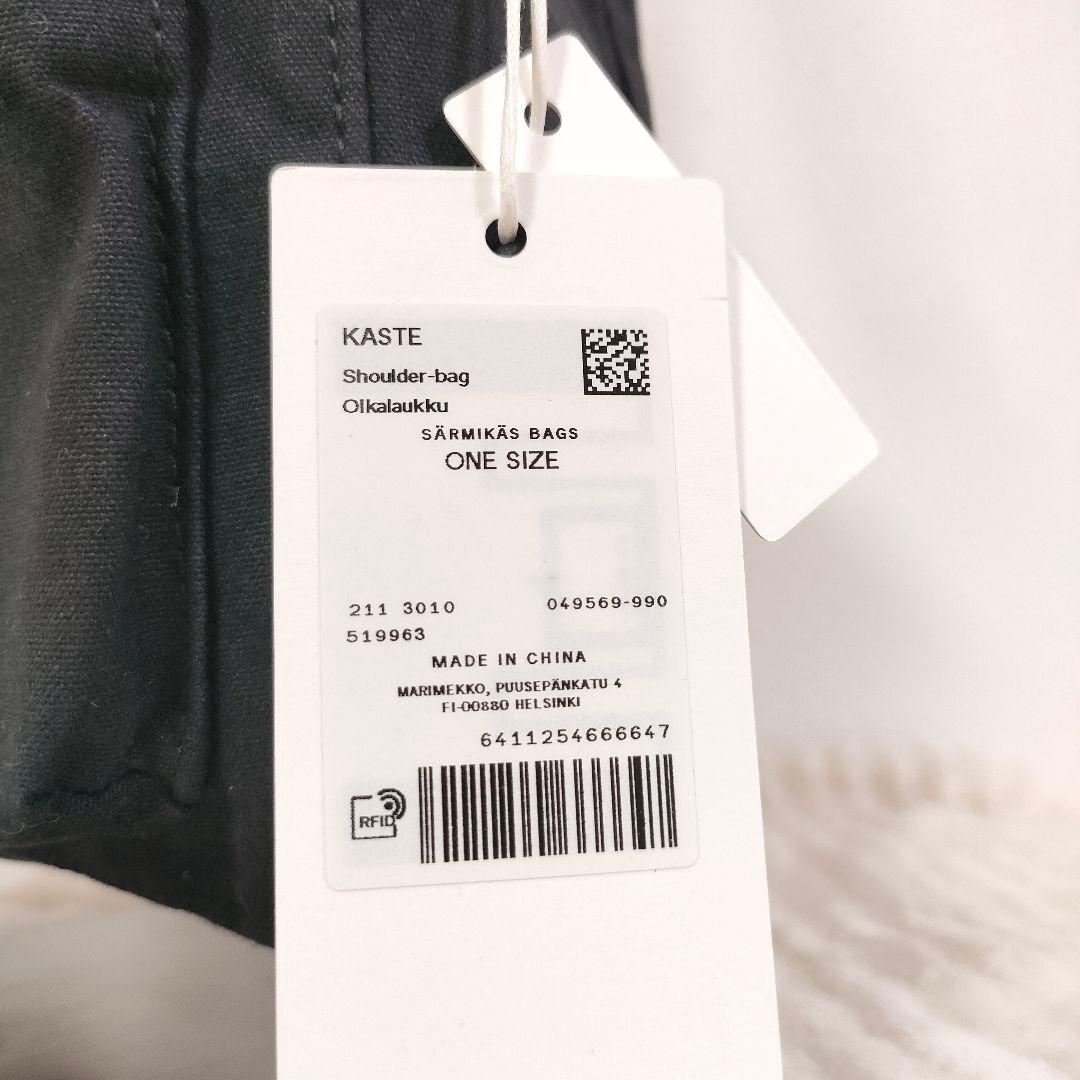 KASTE
Shoulder-bag
Olkalaukku
SÄRMIKÄS BAGS
ONE SIZE
211 3010 049569-990
519963
MADE IN CHINA
MARIMEKKO, PUUSEPÄNKATU 4
FI-00880 HELSINKI
6411254666647
RFID